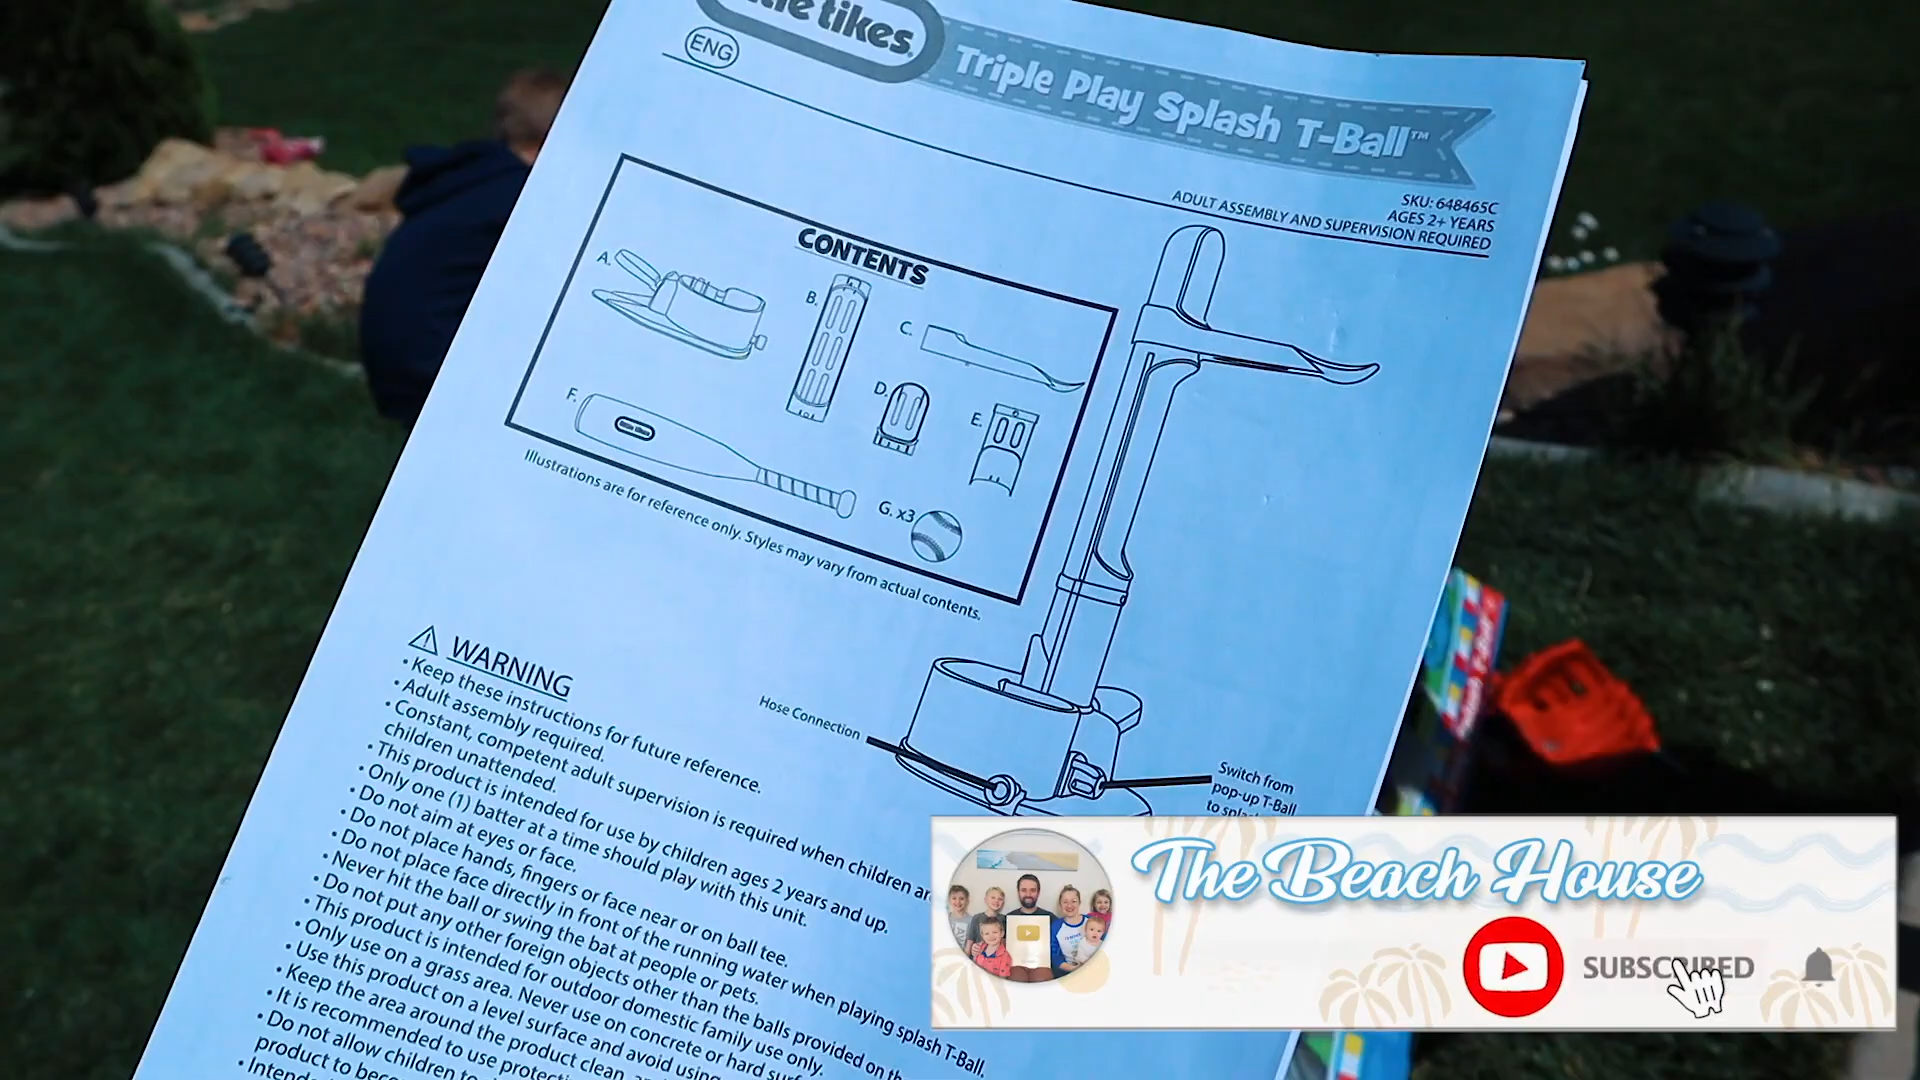 tikes
ENG
Triple Play Splash T-Ball™
SKU: 648465C
AGES 2+ YEARS
ADULT ASSEMBLY AND SUPERVISION REQUIRED
CONTENTS
A.
B.
C.
D.
E.
F.
little tikes
G. x3
Illustrations are for reference only. Styles may vary from actual contents.
Hose Connection
Switch from
pop-up T-Ball
to
⚠ WARNING
• Keep these instructions for future reference.
• Adult assembly required.
• Constant, competent adult supervision is required when children
children unattended.
• This product is intended for use by children ages 2 years and up.
• Only one (1) batter at a time should play with this unit.
• Do not aim at eyes or face.
• Do not place hands, fingers or face near or on ball tee.
• Do not place face directly in front of the running water when playing splash T-Ball.
• Never hit the ball or swing the bat at people or pets.
• Do not put any other foreign objects other than the balls provided on
• This product is intended for outdoor domestic family use only.
• Only use on a grass area. Never use on concrete or hard
• Use this product on a level surface and avoid using
• Keep the area around the product clean
• It is recommended to use
• Do not allow children to
product to
The Beach House
SUBSCRIBED